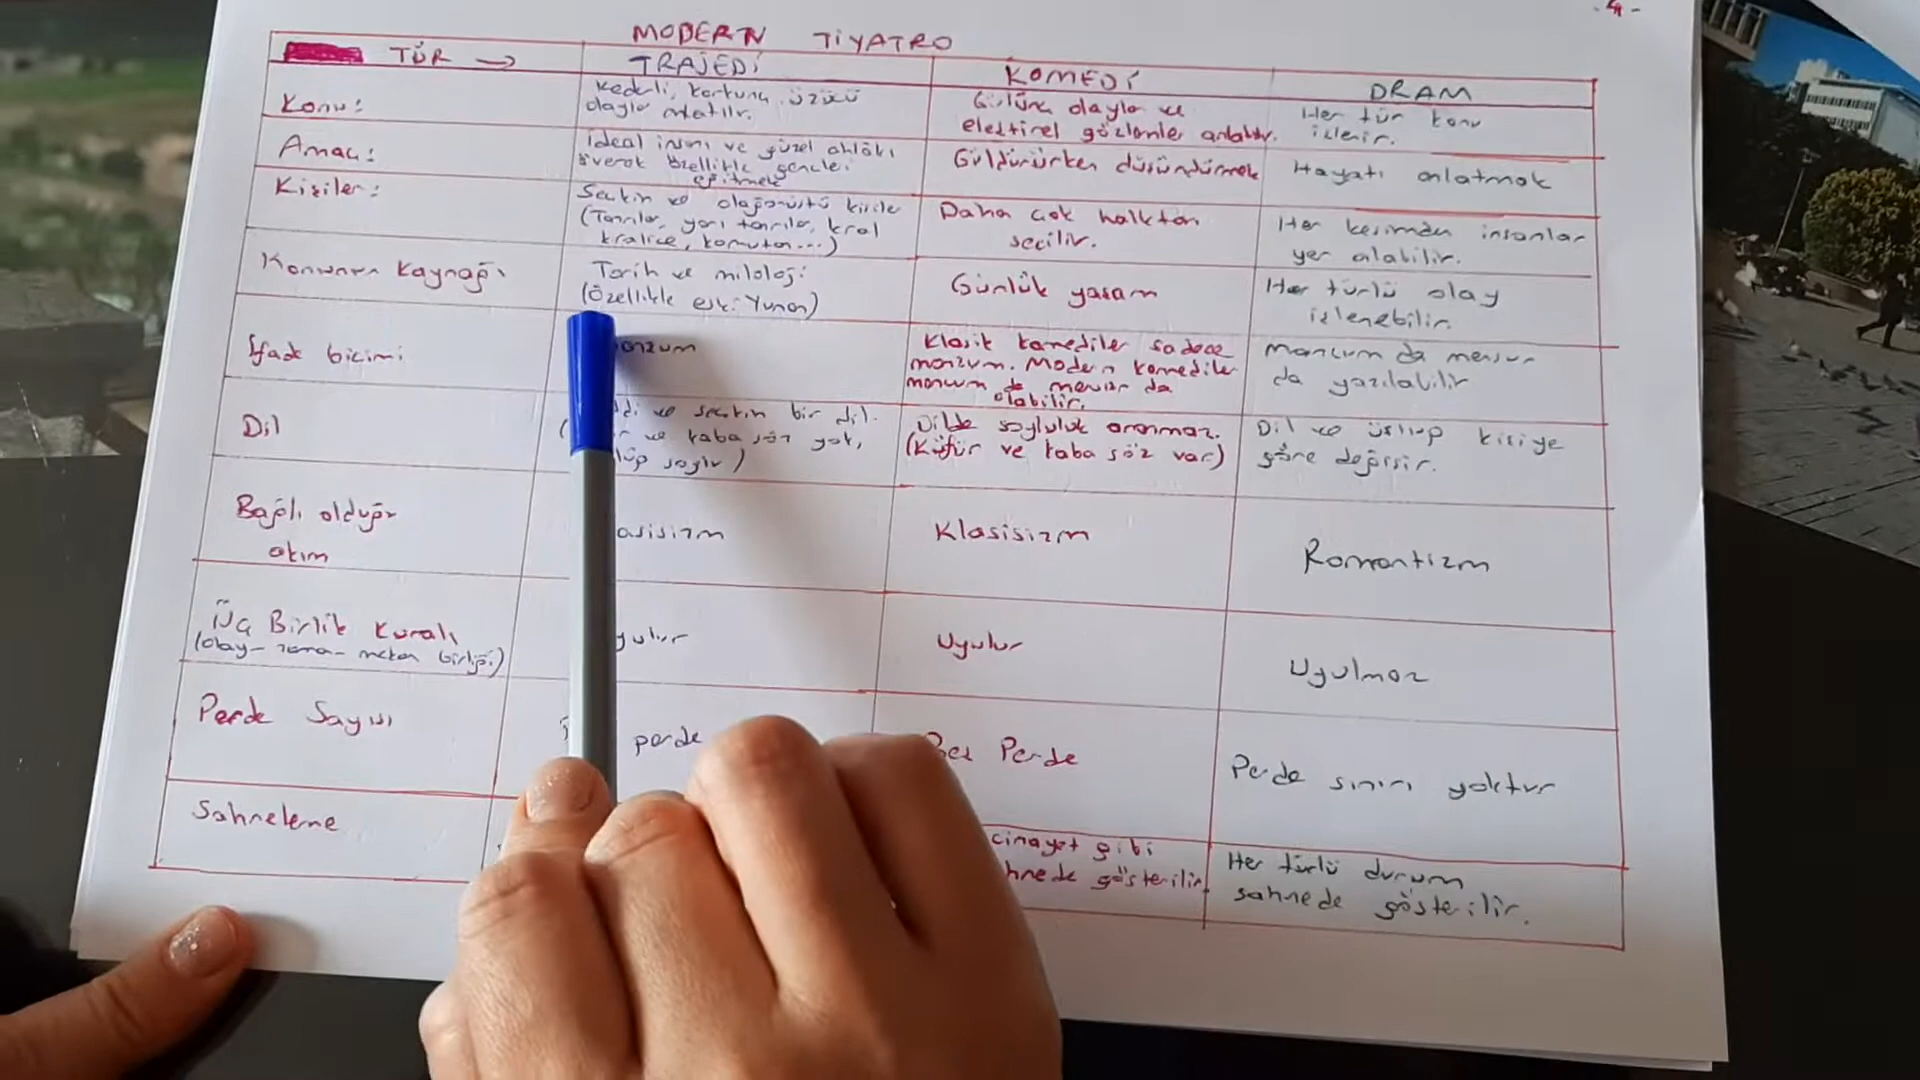 -4-
MODERN TİYATRO
TÜR → TRAJEDİ KOMEDİ DRAM
Konu:
Kederli, korkunç, üzücü
olaylar anlatılır.
Gülünç olaylar ve
eleştirel gözlemler anlatılır.
Her tür konu
izlenir.
Amaç:
İdeal insanı ve güzel ahlâkı
överek özellikle gençleri
eğitmek
Güldürürken düşündürmek
Hayatı anlatmak
Kişiler:
Seçkin ve olağanüstü kişiler
(Tanrılar, yarı tanrılar, kral
kraliçe, komutan...)
Daha çok halktan
seçilir.
Her kesimden insanlar
yer alabilir.
Konunun Kaynağı
Tarih ve mitoloji
(Özellikle eski Yunan)
Günlük yaşam
Her türlü olay
izlenebilir.
İfade biçimi
Klasik komediler sadece
manzum. Modern komediler
manzum da mensur da
olabilir.
Manzum da mensur
da yazılabilir
Dil
ve seçkin bir dil.
ve kaba söz yok,
Dilde soyluluk aranmaz.
(Küfür ve kaba söz var)
Dil ve üslup kişiye
göre değişir.
Bağlı olduğu
akım
Klasisizm
Romantizm
Üç Birlik Kuralı
(olay-zaman-mekan birliği)
Uyulur
Uyulmaz
Perde Sayısı
perde
Beş Perde
Perde sınırı yoktur
Sahneleme
cinayet gibi
gösterilir.
Her türlü durum
sahnede gösterilir.